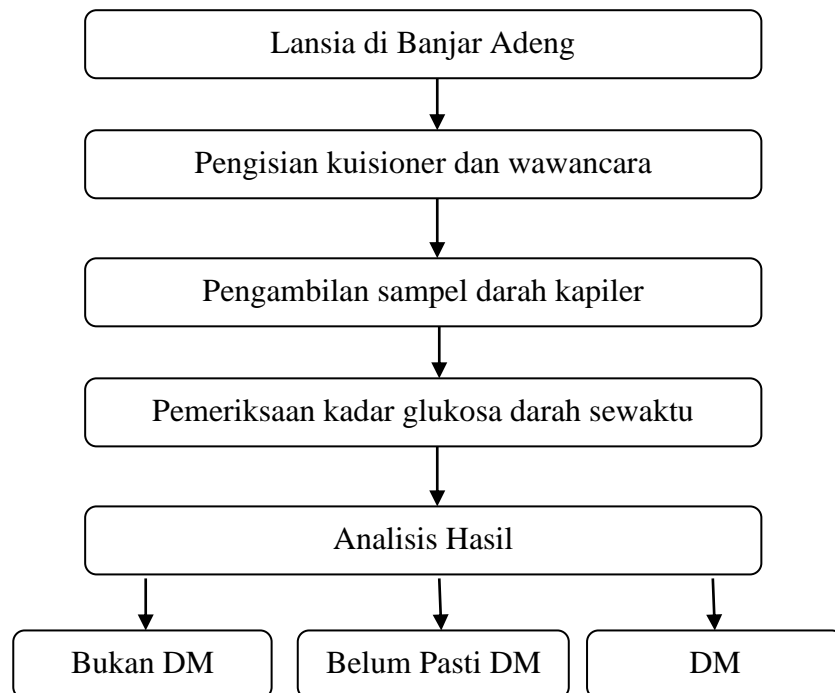 Lansia di Banjar Adeng
Pengisian kuisioner dan wawancara
Pengambilan sampel darah kapiler
Pemeriksaan kadar glukosa darah sewaktu
Analisis Hasil
Bukan DM
Belum Pasti DM
DM